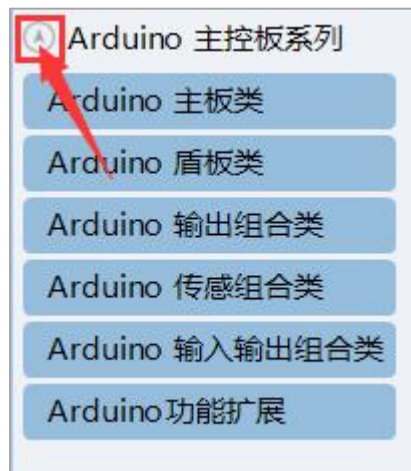 Arduino 主控板系列
Arduino 主板类
Arduino 盾板类
Arduino 输出组合类
Arduino 传感组合类
Arduino 输入输出组合类
Arduino功能扩展